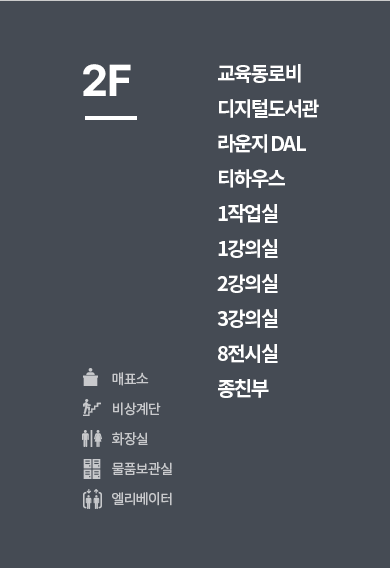 2F
교육동로비
디지털도서관
라운지 DAL
티하우스
1작업실
1강의실
2강의실
3강의실
8전시실
종친부
매표소
비상계단
화장실
물품보관실
엘리베이터